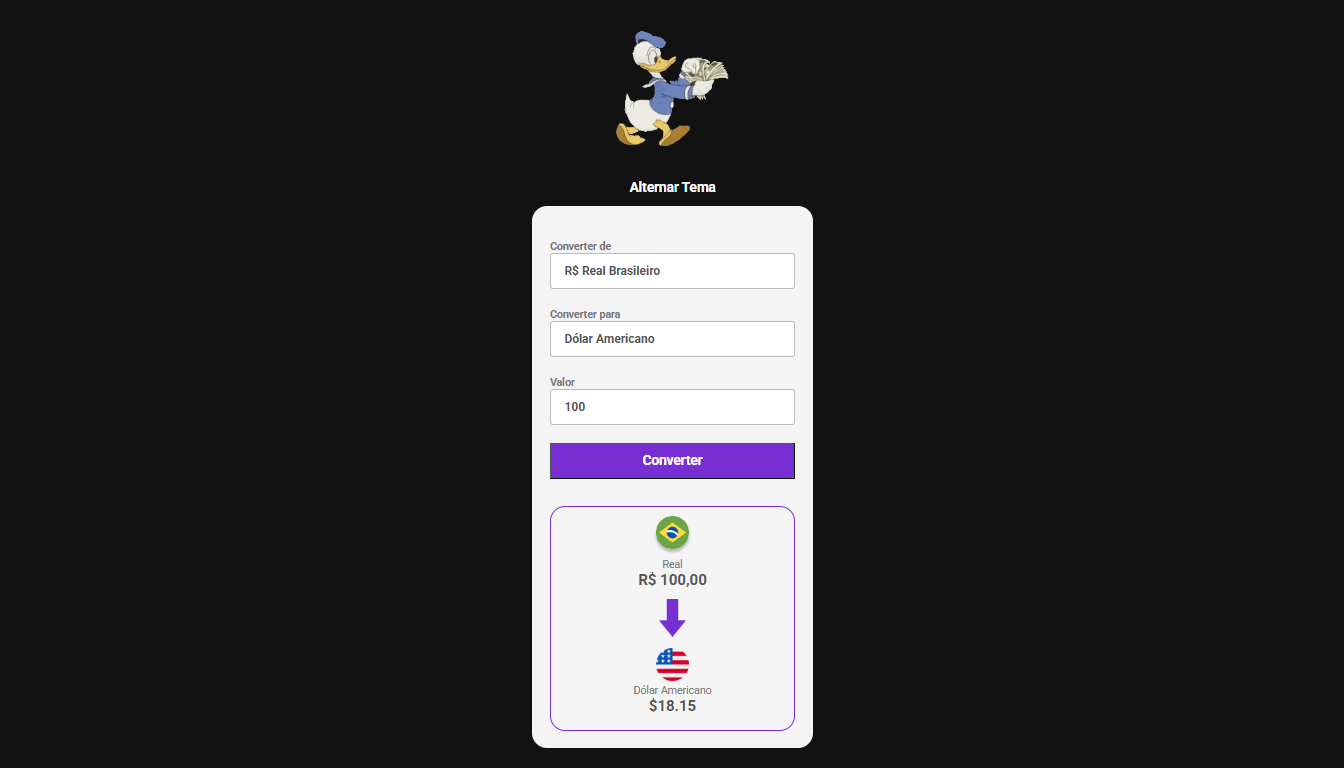 Alternar Tema
Converter de
R$ Real Brasileiro
Converter para
Dólar Americano
Valor
100
Converter
Real
R$ 100,00
Dólar Americano
$18.15